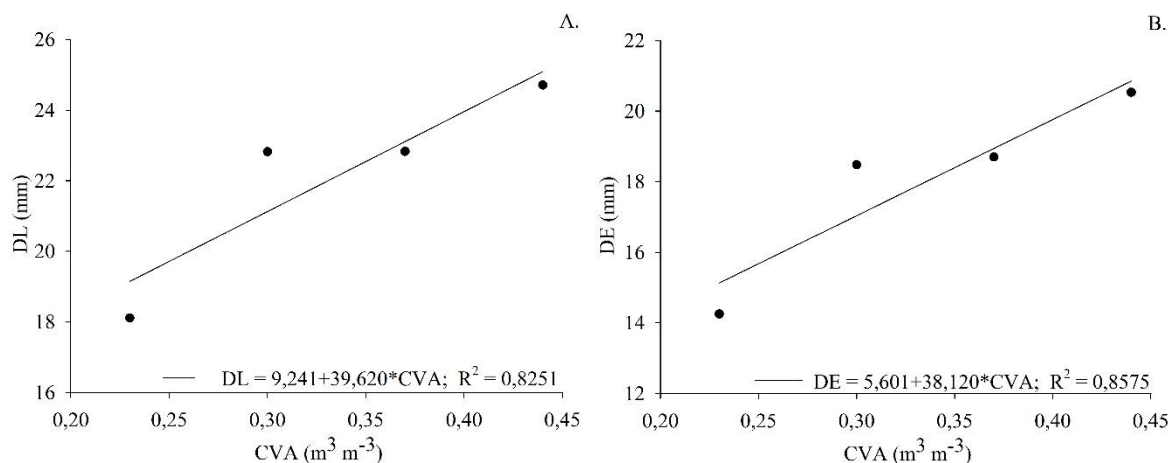 A.
26
24
22
20
18
16
DL (mm)
DL = 9,241+39,620*CVA; R² = 0,8251
0,20 0,25 0,30 0,35 0,40 0,45
CVA (m³ m⁻³)
B.
22
20
18
16
14
12
DE (mm)
DE = 5,601+38,120*CVA; R² = 0,8575
0,20 0,25 0,30 0,35 0,40 0,45
CVA (m³ m⁻³)